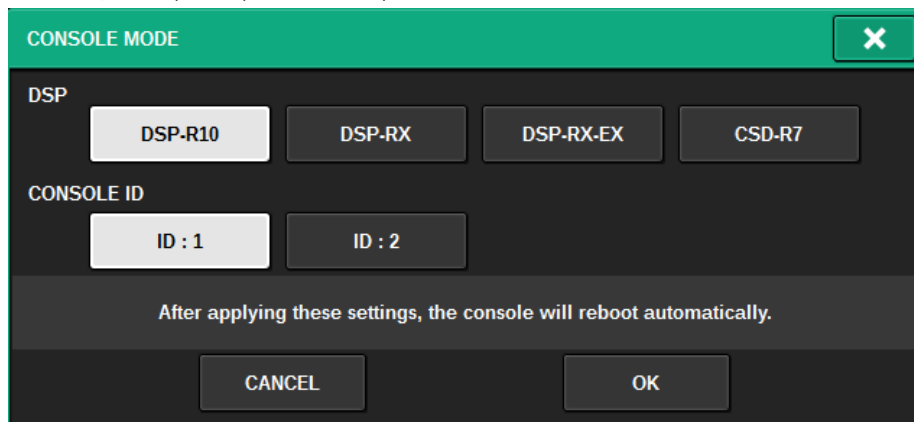 CONSOLE MODE
DSP
DSP-R10 DSP-RX DSP-RX-EX CSD-R7
CONSOLE ID
ID : 1 ID : 2
After applying these settings, the console will reboot automatically.
CANCEL OK